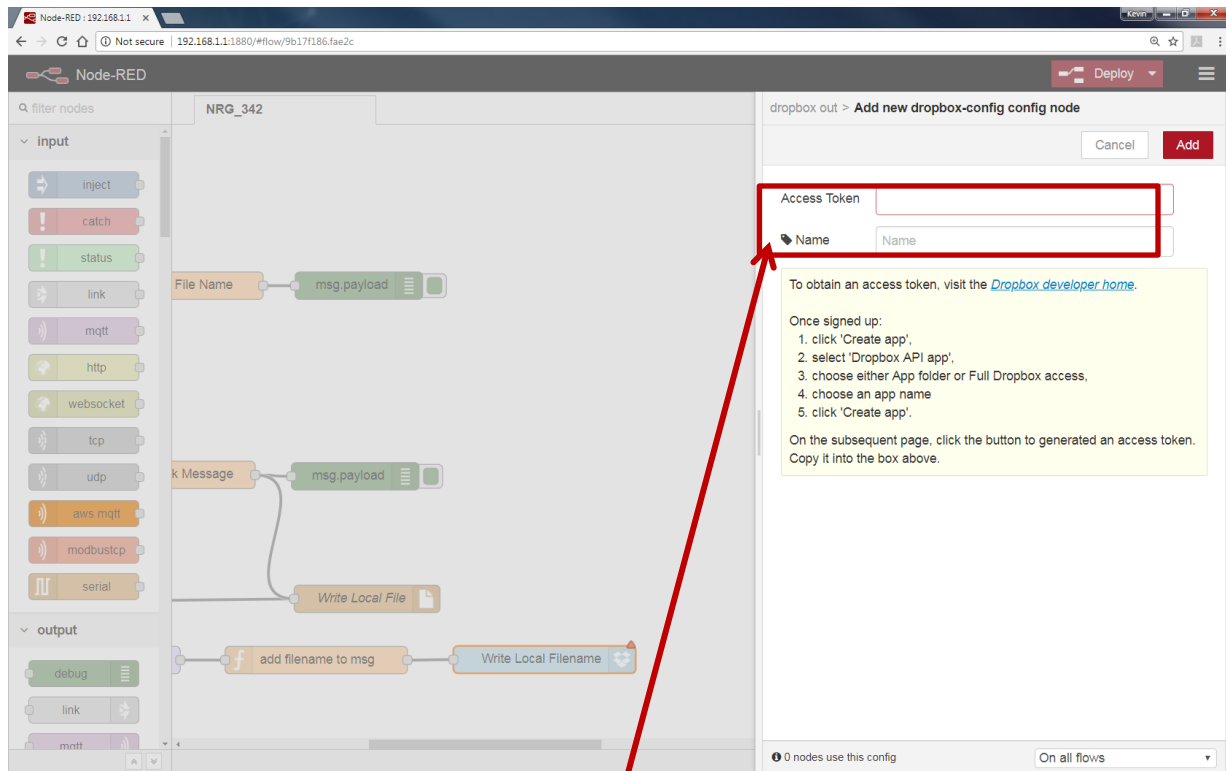 Node-RED : 192.168.1.1
Kevin
Not secure
192.168.1.1:1880/#flow/9b17f186.fae2c
Node-RED
Deploy
filter nodes
NRG_342
input
inject
catch
status
link
mqtt
http
websocket
tcp
udp
aws mqtt
modbustcp
serial
output
debug
link
mqtt
File Name
msg.payload
k Message
msg.payload
Write Local File
add filename to msg
Write Local Filename
dropbox out > Add new dropbox-config config node
Cancel
Add
Access Token
Name
Name
To obtain an access token, visit the Dropbox developer home.
Once signed up:
1. click 'Create app',
2. select 'Dropbox API app',
3. choose either App folder or Full Dropbox access,
4. choose an app name
5. click 'Create app'.
On the subsequent page, click the button to generated an access token.
Copy it into the box above.
0 nodes use this config
On all flows